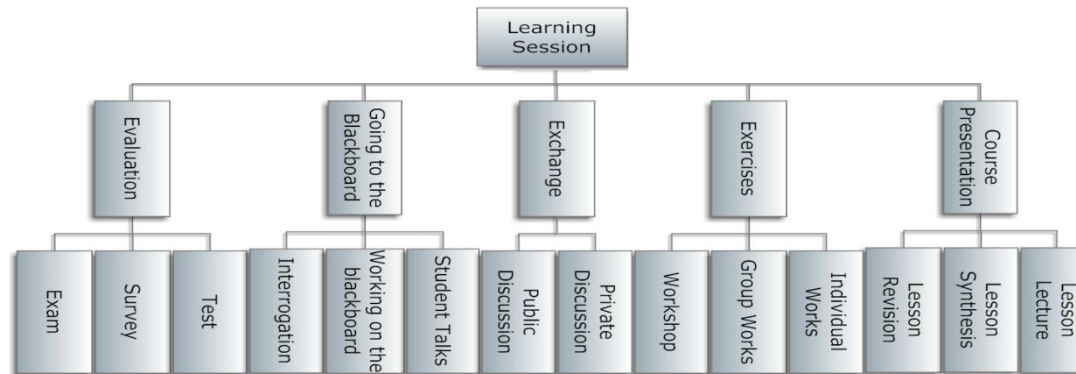 Learning
Session
Evaluation
Going to the
Blackboard
Exchange
Exercises
Course
Presentation
Exam
Survey
Test
Interrogation
Working on the
blackboard
Student Talks
Public
Discussion
Private
Discussion
Workshop
Group Works
Individual
Works
Lesson
Revision
Lesson
Synthesis
Lesson
Lecture